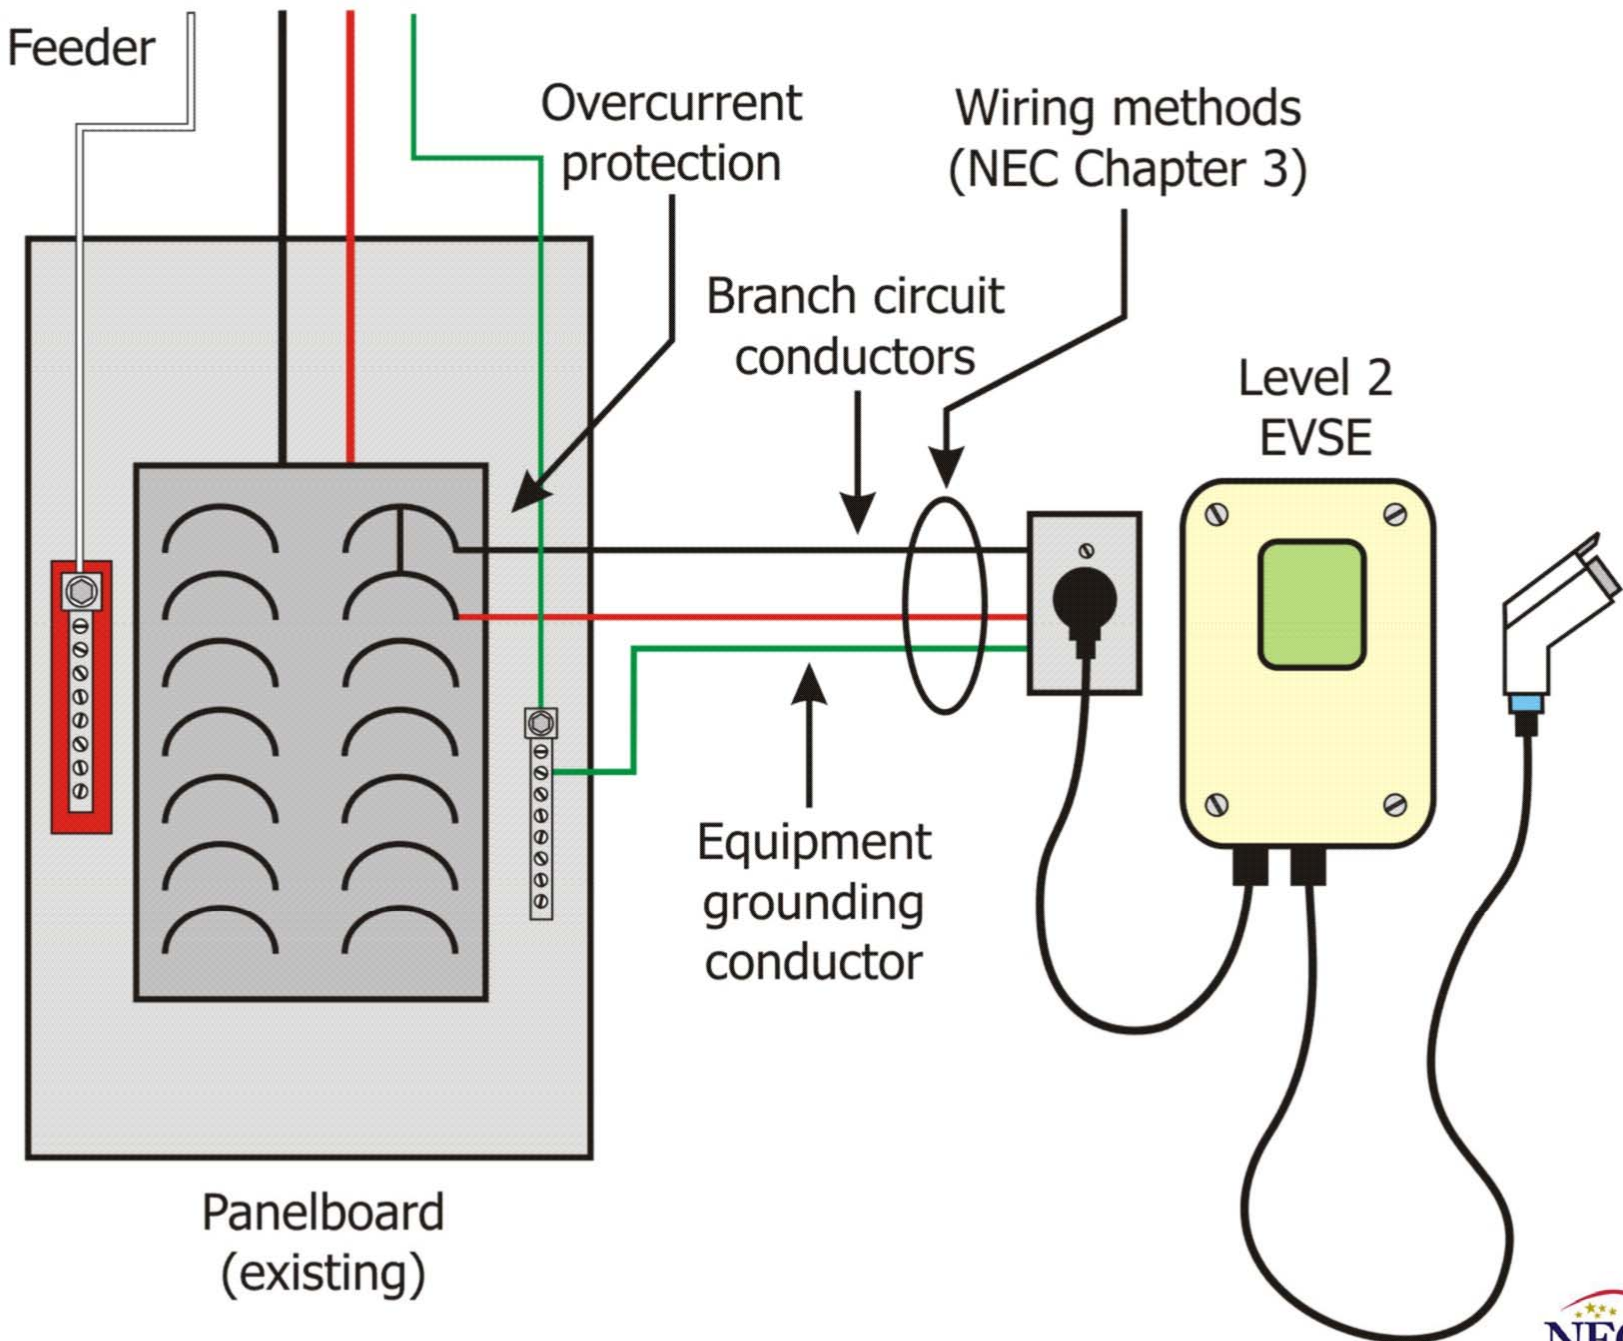 Feeder
Overcurrent
protection
Wiring methods
(NEC Chapter 3)
Branch circuit
conductors
Level 2
EVSE
Equipment
grounding
conductor
Panelboard
(existing)